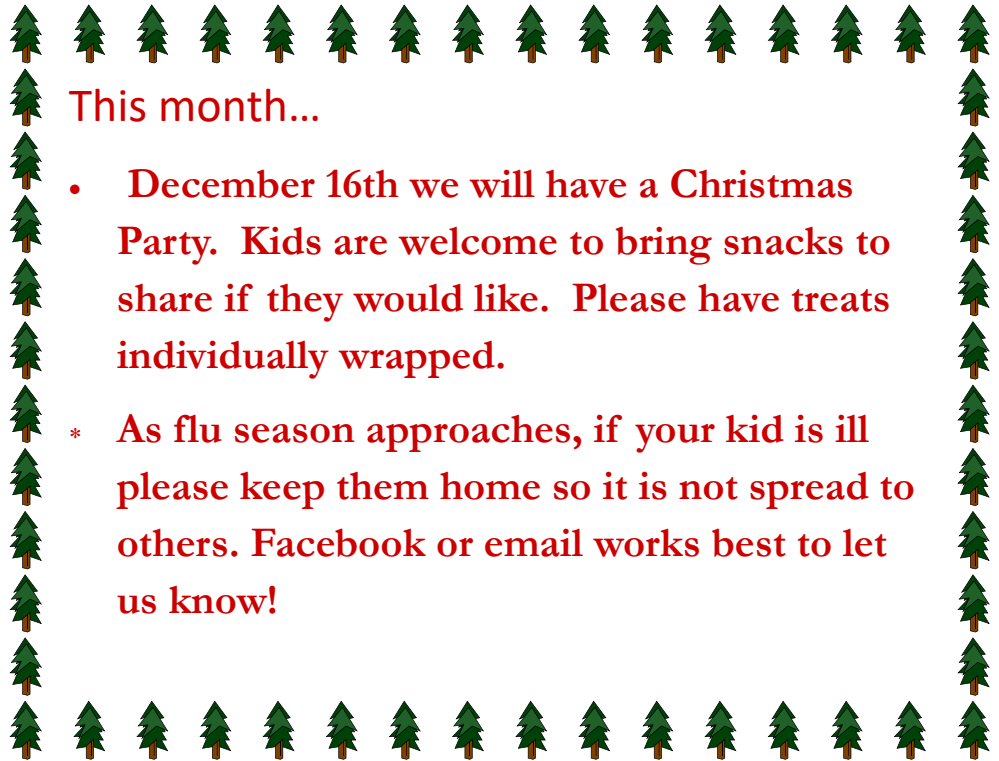 This month…
• December 16th we will have a Christmas
Party. Kids are welcome to bring snacks to
share if they would like. Please have treats
individually wrapped.
* As flu season approaches, if your kid is ill
please keep them home so it is not spread to
others. Facebook or email works best to let
us know!